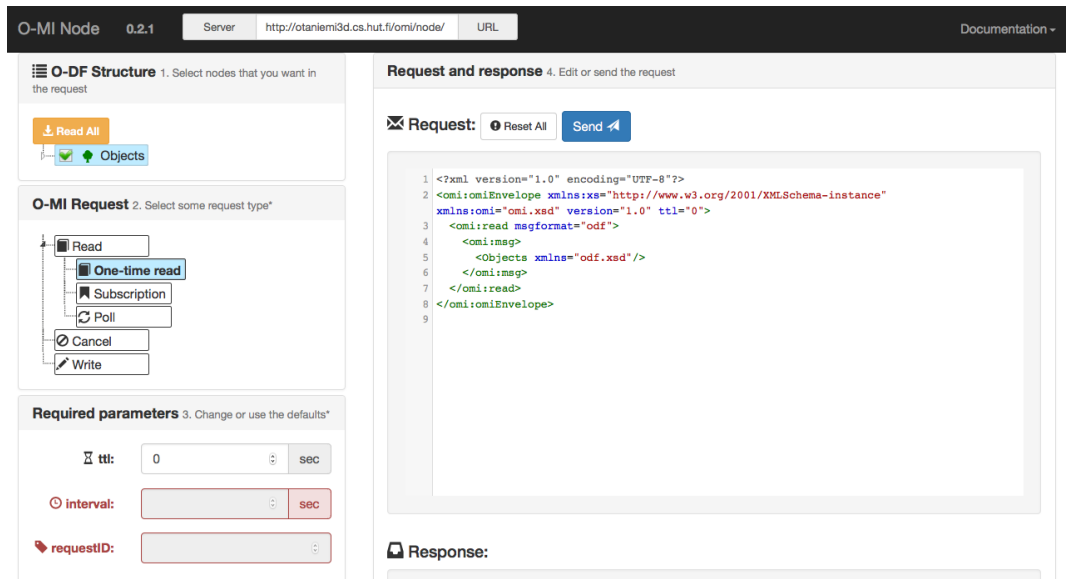 O-MI Node 0.2.1 Server http://otaniemi3d.cs.hut.fi/omi/node/ URL Documentation
O-DF Structure 1. Select nodes that you want in
the request
Read All
Objects
O-MI Request 2. Select some request type*
Read
One-time read
Subscription
Poll
Cancel
Write
Required parameters 3. Change or use the defaults*
ttl: 0 sec
interval: sec
requestID:
Request and response 4. Edit or send the request
Request: Reset All Send
1 <?xml version="1.0" encoding="UTF-8"?>
2 <omi:omiEnvelope xmlns:xs="http://www.w3.org/2001/XMLSchema-instance"
xmlns:omi="omi.xsd" version="1.0" ttl="0">
3 <omi:read msgformat="odf">
4 <omi:msg>
5 <Objects xmlns="odf.xsd"/>
6 </omi:msg>
7 </omi:read>
8 </omi:omiEnvelope>
9
Response: